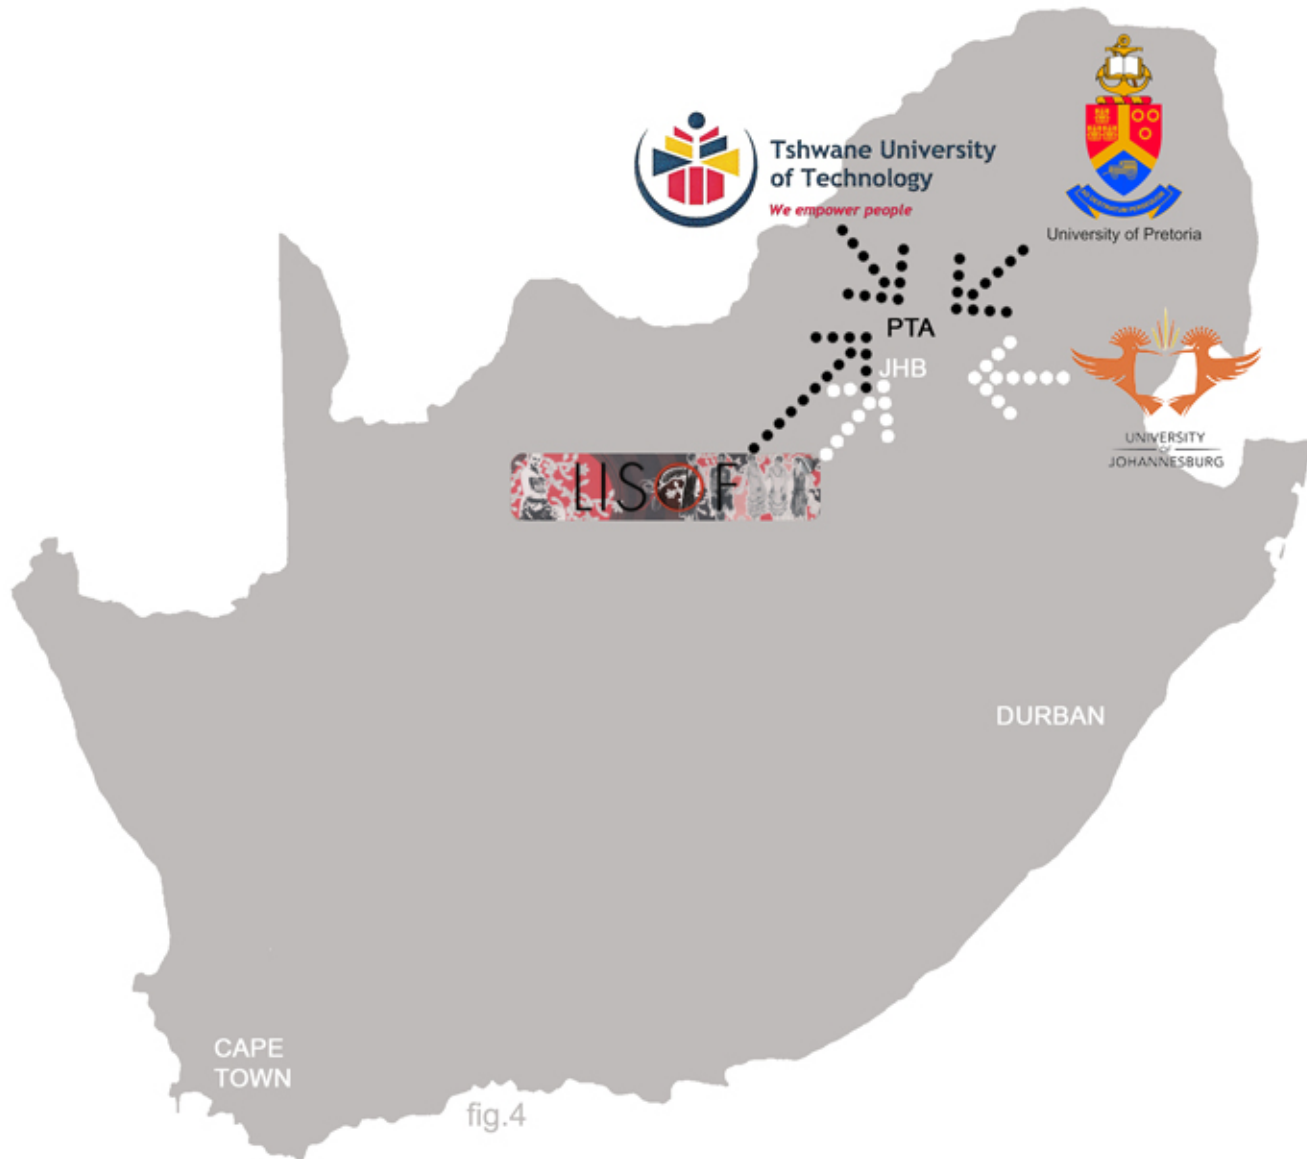 Tshwane University
of Technology
We empower people
University of Pretoria
PTA
JHB
UNIVERSITY
OF
JOHANNESBURG
LISOF
DURBAN
CAPE
TOWN
fig.4